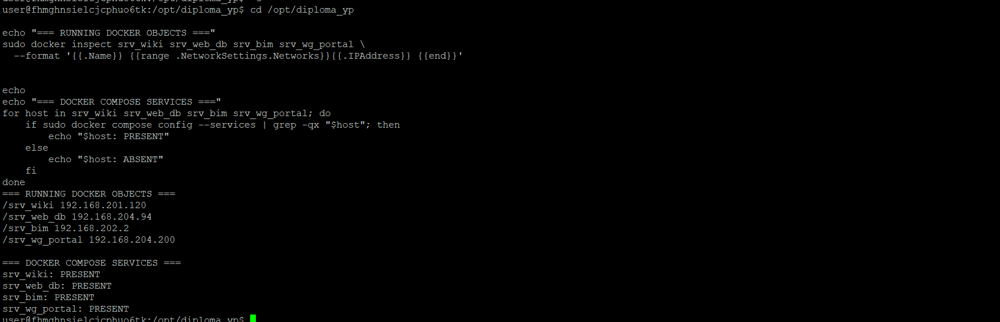 user@fhmghnsielcjcphuo6tk:/opt/diploma_yp$ cd /opt/diploma_yp
echo "=== RUNNING DOCKER OBJECTS ==="
sudo docker inspect srv_wiki srv_web_db srv_bim srv_wg_portal \
  --format '{{.Name}} {{range .NetworkSettings.Networks}}{{.IPAddress}} {{end}}'
echo
echo "=== DOCKER COMPOSE SERVICES ==="
for host in srv_wiki srv_web_db srv_bim srv_wg_portal; do
    if sudo docker compose config --services | grep -qx "$host"; then
        echo "$host: PRESENT"
    else
        echo "$host: ABSENT"
    fi
done
=== RUNNING DOCKER OBJECTS ===
/srv_wiki 192.168.201.120
/srv_web_db 192.168.204.94
/srv_bim 192.168.202.2
/srv_wg_portal 192.168.204.200
=== DOCKER COMPOSE SERVICES ===
srv_wiki: PRESENT
srv_web_db: PRESENT
srv_bim: PRESENT
srv_wg_portal: PRESENT
user@fhmghnsielcjcphuo6tk:/opt/diploma_yp$